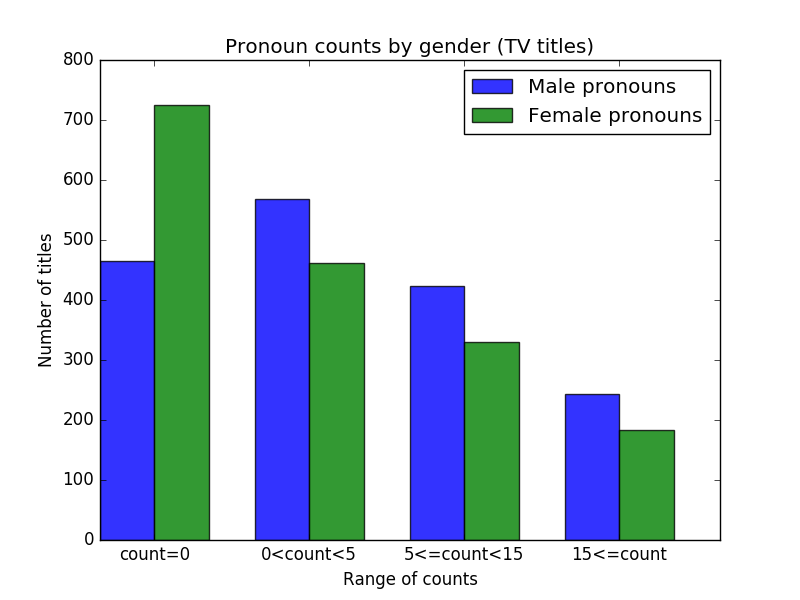 Pronoun counts by gender (TV titles)
Male pronouns
Female pronouns
Number of titles
800
700
600
500
400
300
200
100
0
count=0
0<count<5
5<=count<15
15<=count
Range of counts